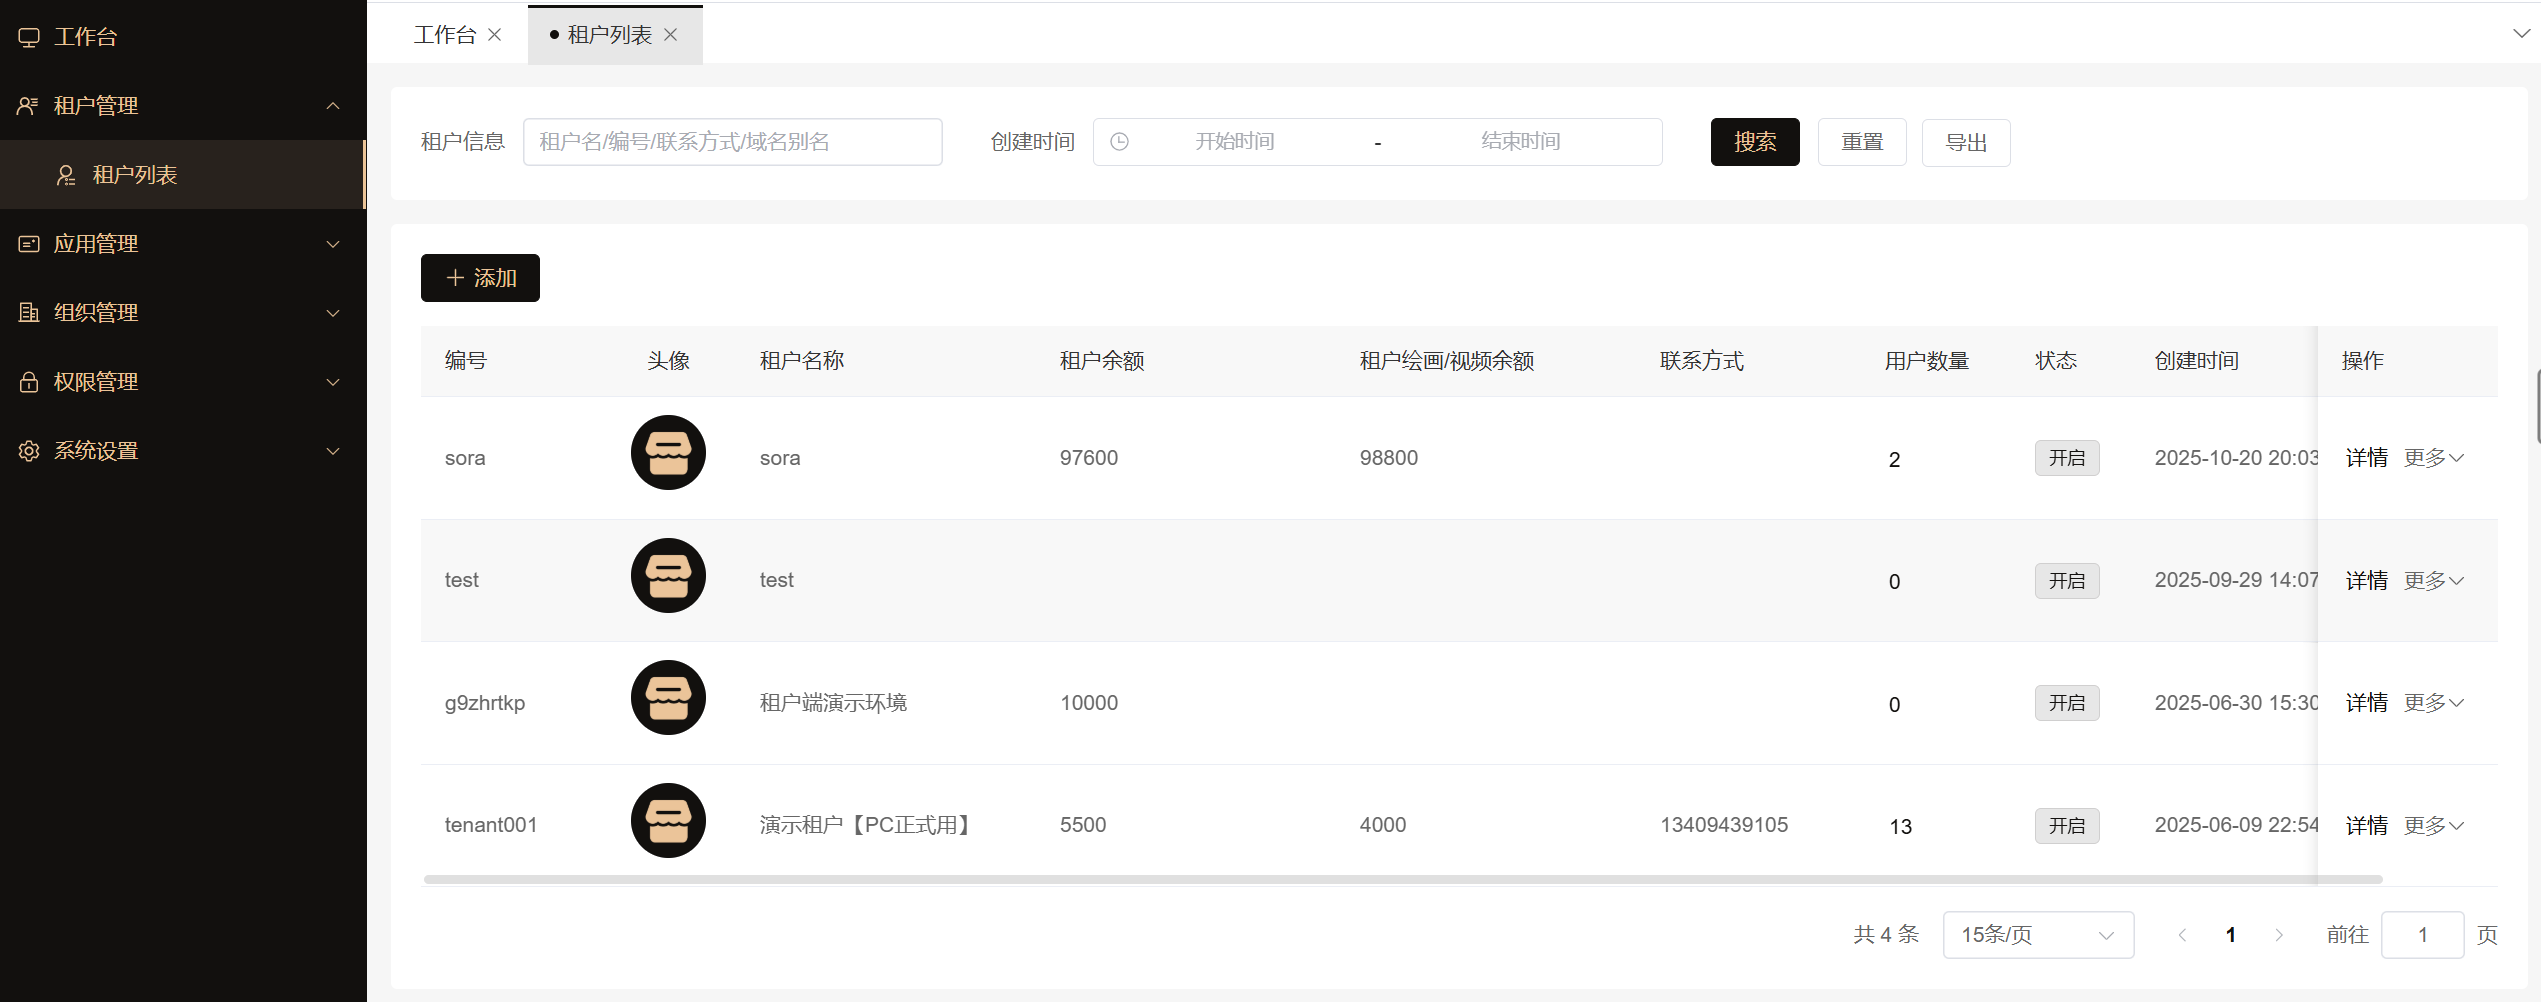 工作台
租户管理
租户列表
应用管理
组织管理
权限管理
系统设置
工作台 租户列表
租户信息 租户名/编号/联系方式/域名别名 创建时间 开始时间 - 结束时间 搜索 重置 导出
添加
编号 头像 租户名称 租户余额 租户绘画/视频余额 联系方式 用户数量 状态 创建时间 操作
sora sora 97600 98800 2 开启 2025-10-20 20:03 详情 更多
test test 0 开启 2025-09-29 14:07 详情 更多
g9zhrtkp 租户端演示环境 10000 0 开启 2025-06-30 15:30 详情 更多
tenant001 演示租户【PC正式用】 5500 4000 13409439105 13 开启 2025-06-09 22:54 详情 更多
共 4 条 15条/页 1 前往 1 页